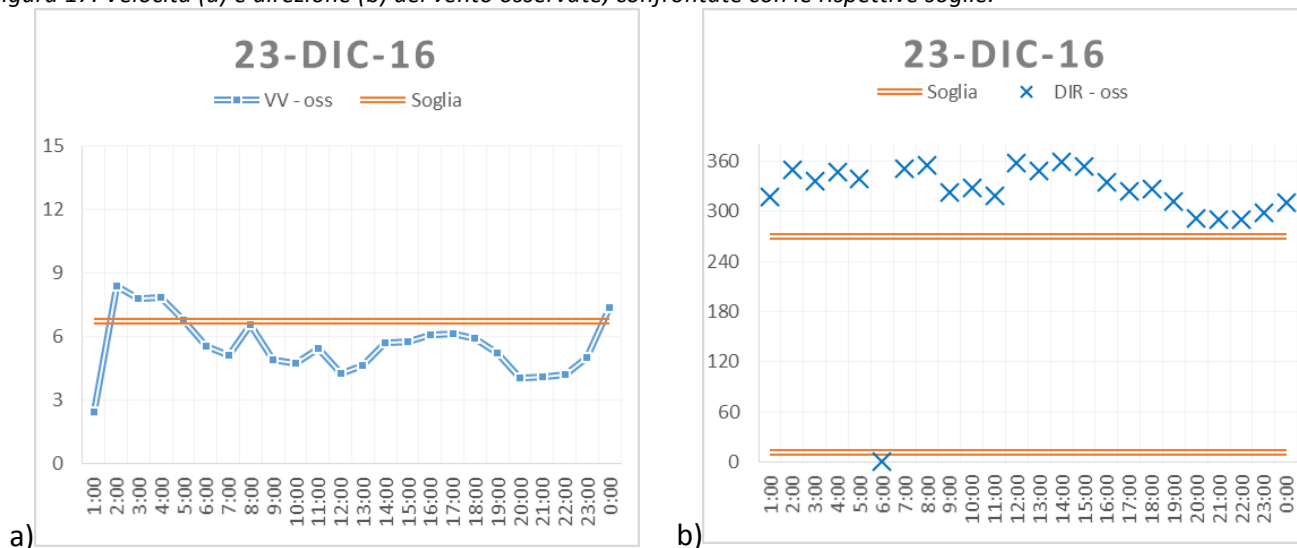 Figura 17: Velocità (a) e direzione (b) del vento osservate, confrontate con le rispettive soglie.
23-DIC-16
VV - oss Soglia
15
12
9
6
3
0
1:00 2:00 3:00 4:00 5:00 6:00 7:00 8:00 9:00 10:00 11:00 12:00 13:00 14:00 15:00 16:00 17:00 18:00 19:00 20:00 21:00 22:00 23:00 0:00
a)
23-DIC-16
Soglia DIR - oss
360
300
240
180
120
60
0
1:00 2:00 3:00 4:00 5:00 6:00 7:00 8:00 9:00 10:00 11:00 12:00 13:00 14:00 15:00 16:00 17:00 18:00 19:00 20:00 21:00 22:00 23:00 0:00
b)